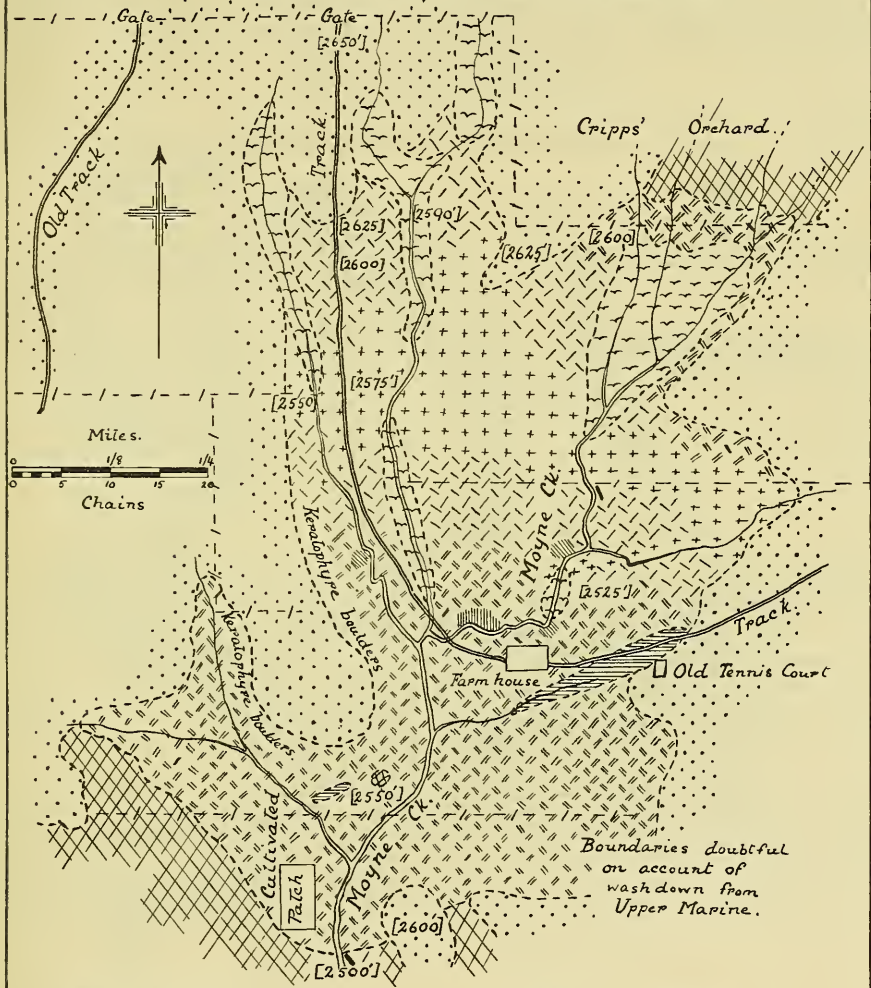 Gate
Gate
[2650']
Old Track
Track
Cripps' Orchard
[2590']
[2625]
[2600]
[2625']
[2600]
[2575']
[2550]
Miles.
0 1/8 1/4
0 5 10 15 20
Chains
Keratophyre boulders
Moyne Ck.
[2525']
Track
Farm house
Old Tennis Court
Keratophyre boulders
[2550']
Cultivated
Patch
Moyne Ck.
Boundaries doubtful
on account of
wash down from
Upper Marine.
[2600]
[2500']